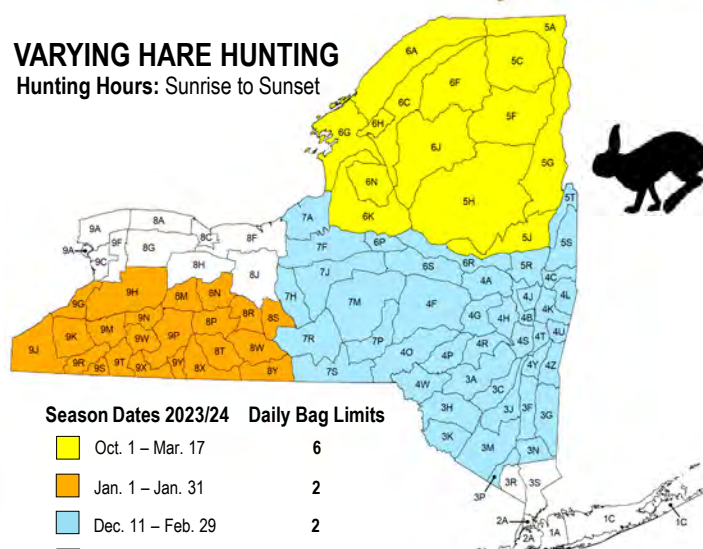 VARYING HARE HUNTING
Hunting Hours: Sunrise to Sunset
5A
6A
5C
6F
6C
5F
6H
6G
6J
5G
6N
5H
6K
5T
7A
5J
5S
6P
7F
6R
5R
6S
9A
8A
8C
8F
9F
8G
9A
9C
8H
8J
7J
4A
4C
9H
8M
8N
7H
7M
4F
4J
4L
9G
4K
8R
8S
9N
8P
4G
4H
4B
9M
9K
9W
9P
4U
7R
7P
4R
4S
4T
9J
8T
8W
4O
4P
4Y
4Z
9R
9S
9T
9X
9Y
8X
8Y
7S
4W
3A
3C
3H
3J
3F
3G
3K
3M
3N
3R
3S
3P
2A
2A
1A
1C
1C
Season Dates 2023/24 Daily Bag Limits
Oct. 1 – Mar. 17 6
Jan. 1 – Jan. 31 2
Dec. 11 – Feb. 29 2